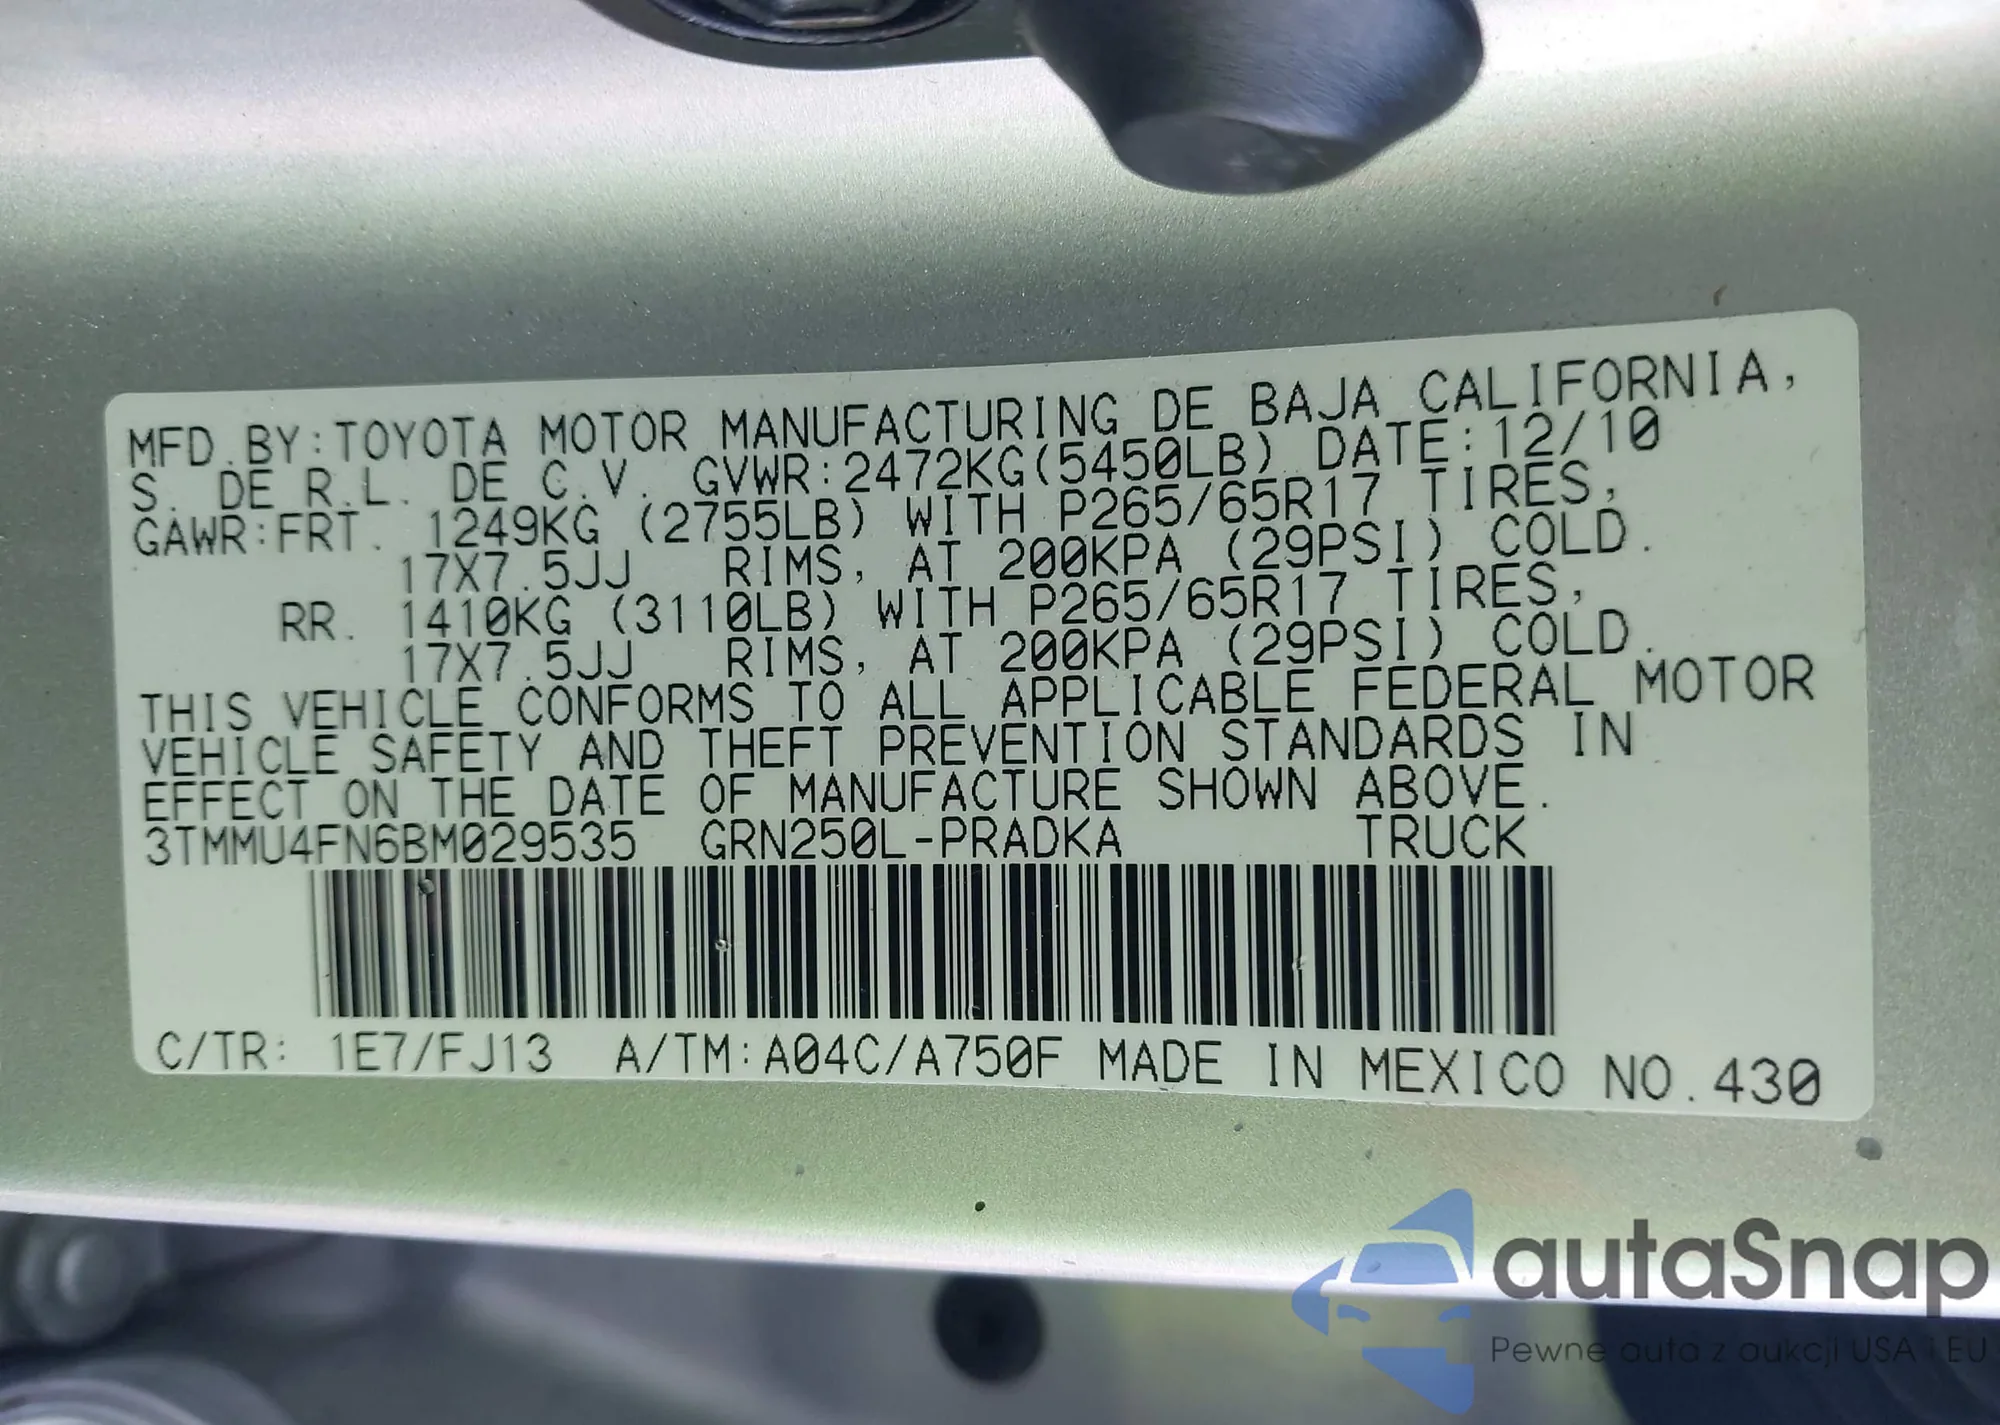 MFD.BY:TOYOTA MOTOR MANUFACTURING DE BAJA CALIFORNIA,
S. DE R.L. DE C.V. GVWR:2472KG(5450LB) DATE:12/10
GAWR:FRT. 1249KG (2755LB) WITH P265/65R17 TIRES,
17X7.5JJ RIMS, AT 200KPA (29PSI) COLD.
RR. 1410KG (3110LB) WITH P265/65R17 TIRES,
17X7.5JJ RIMS, AT 200KPA (29PSI) COLD.
THIS VEHICLE CONFORMS TO ALL APPLICABLE FEDERAL MOTOR
VEHICLE SAFETY AND THEFT PREVENTION STANDARDS IN
EFFECT ON THE DATE OF MANUFACTURE SHOWN ABOVE.
3TMMU4FN6BM029535 GRN250L-PRADKA TRUCK
C/TR: 1E7/FJ13 A/TM:A04C/A750F MADE IN MEXICO NO.430
autaSnap
Pewne auta z aukcji USA i EU